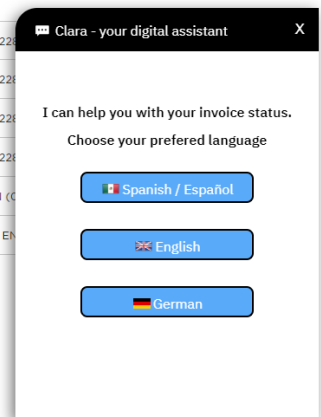 Clara - your digital assistant X
228
I can help you with your invoice status.
Choose your prefered language
Spanish / Español
English
German